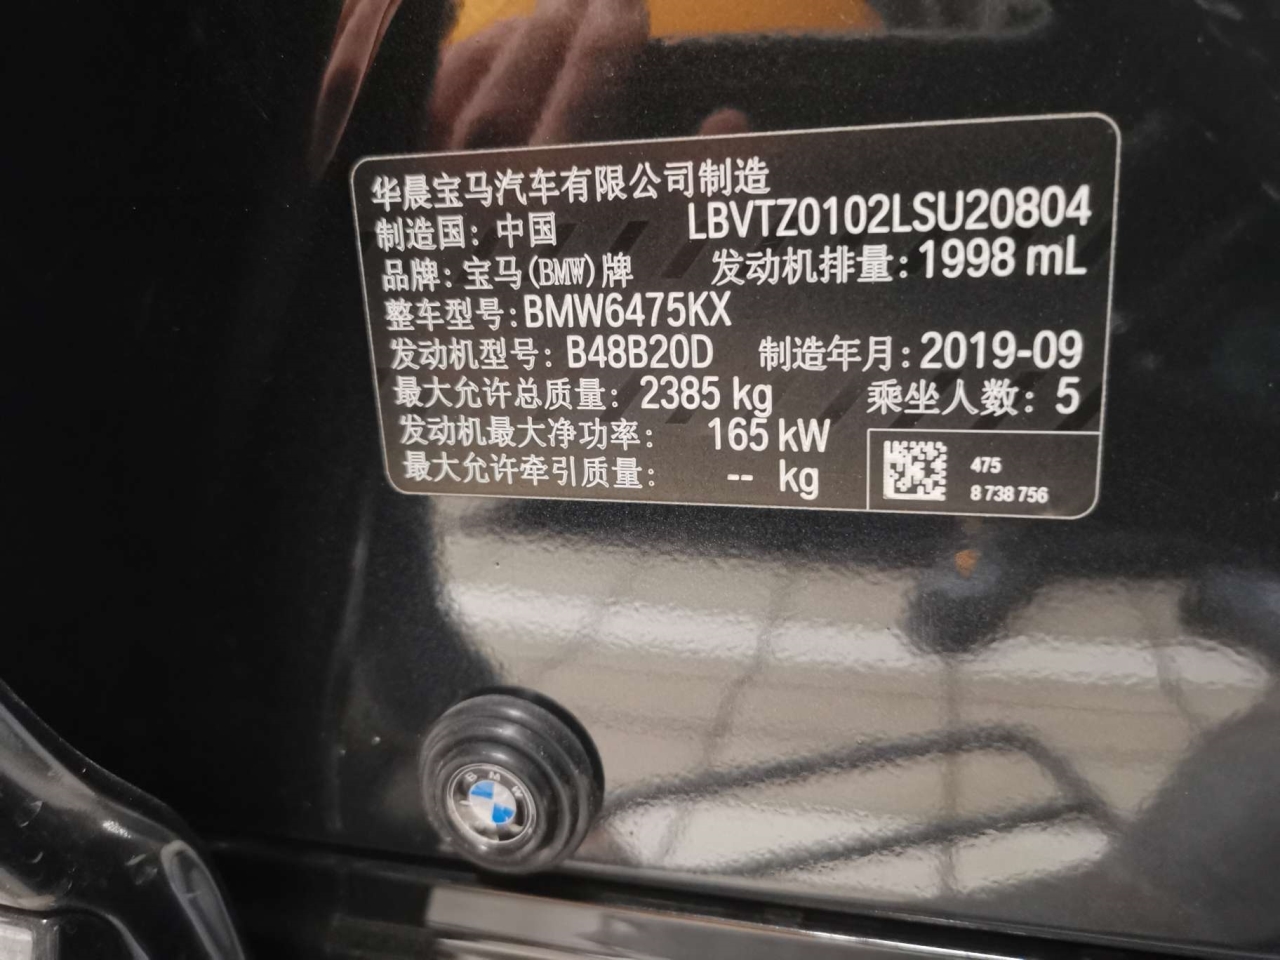 华晨宝马汽车有限公司制造
制造国：中国 LBVTZ0102LSU20804
品牌：宝马(BMW)牌 发动机排量：1998 mL
整车型号：BMW6475KX
发动机型号：B48B20D 制造年月：2019-09
最大允许总质量：2385 kg 乘坐人数：5
发动机最大净功率：165 kW
最大允许牵引质量：-- kg
475
8 738 756
BMW